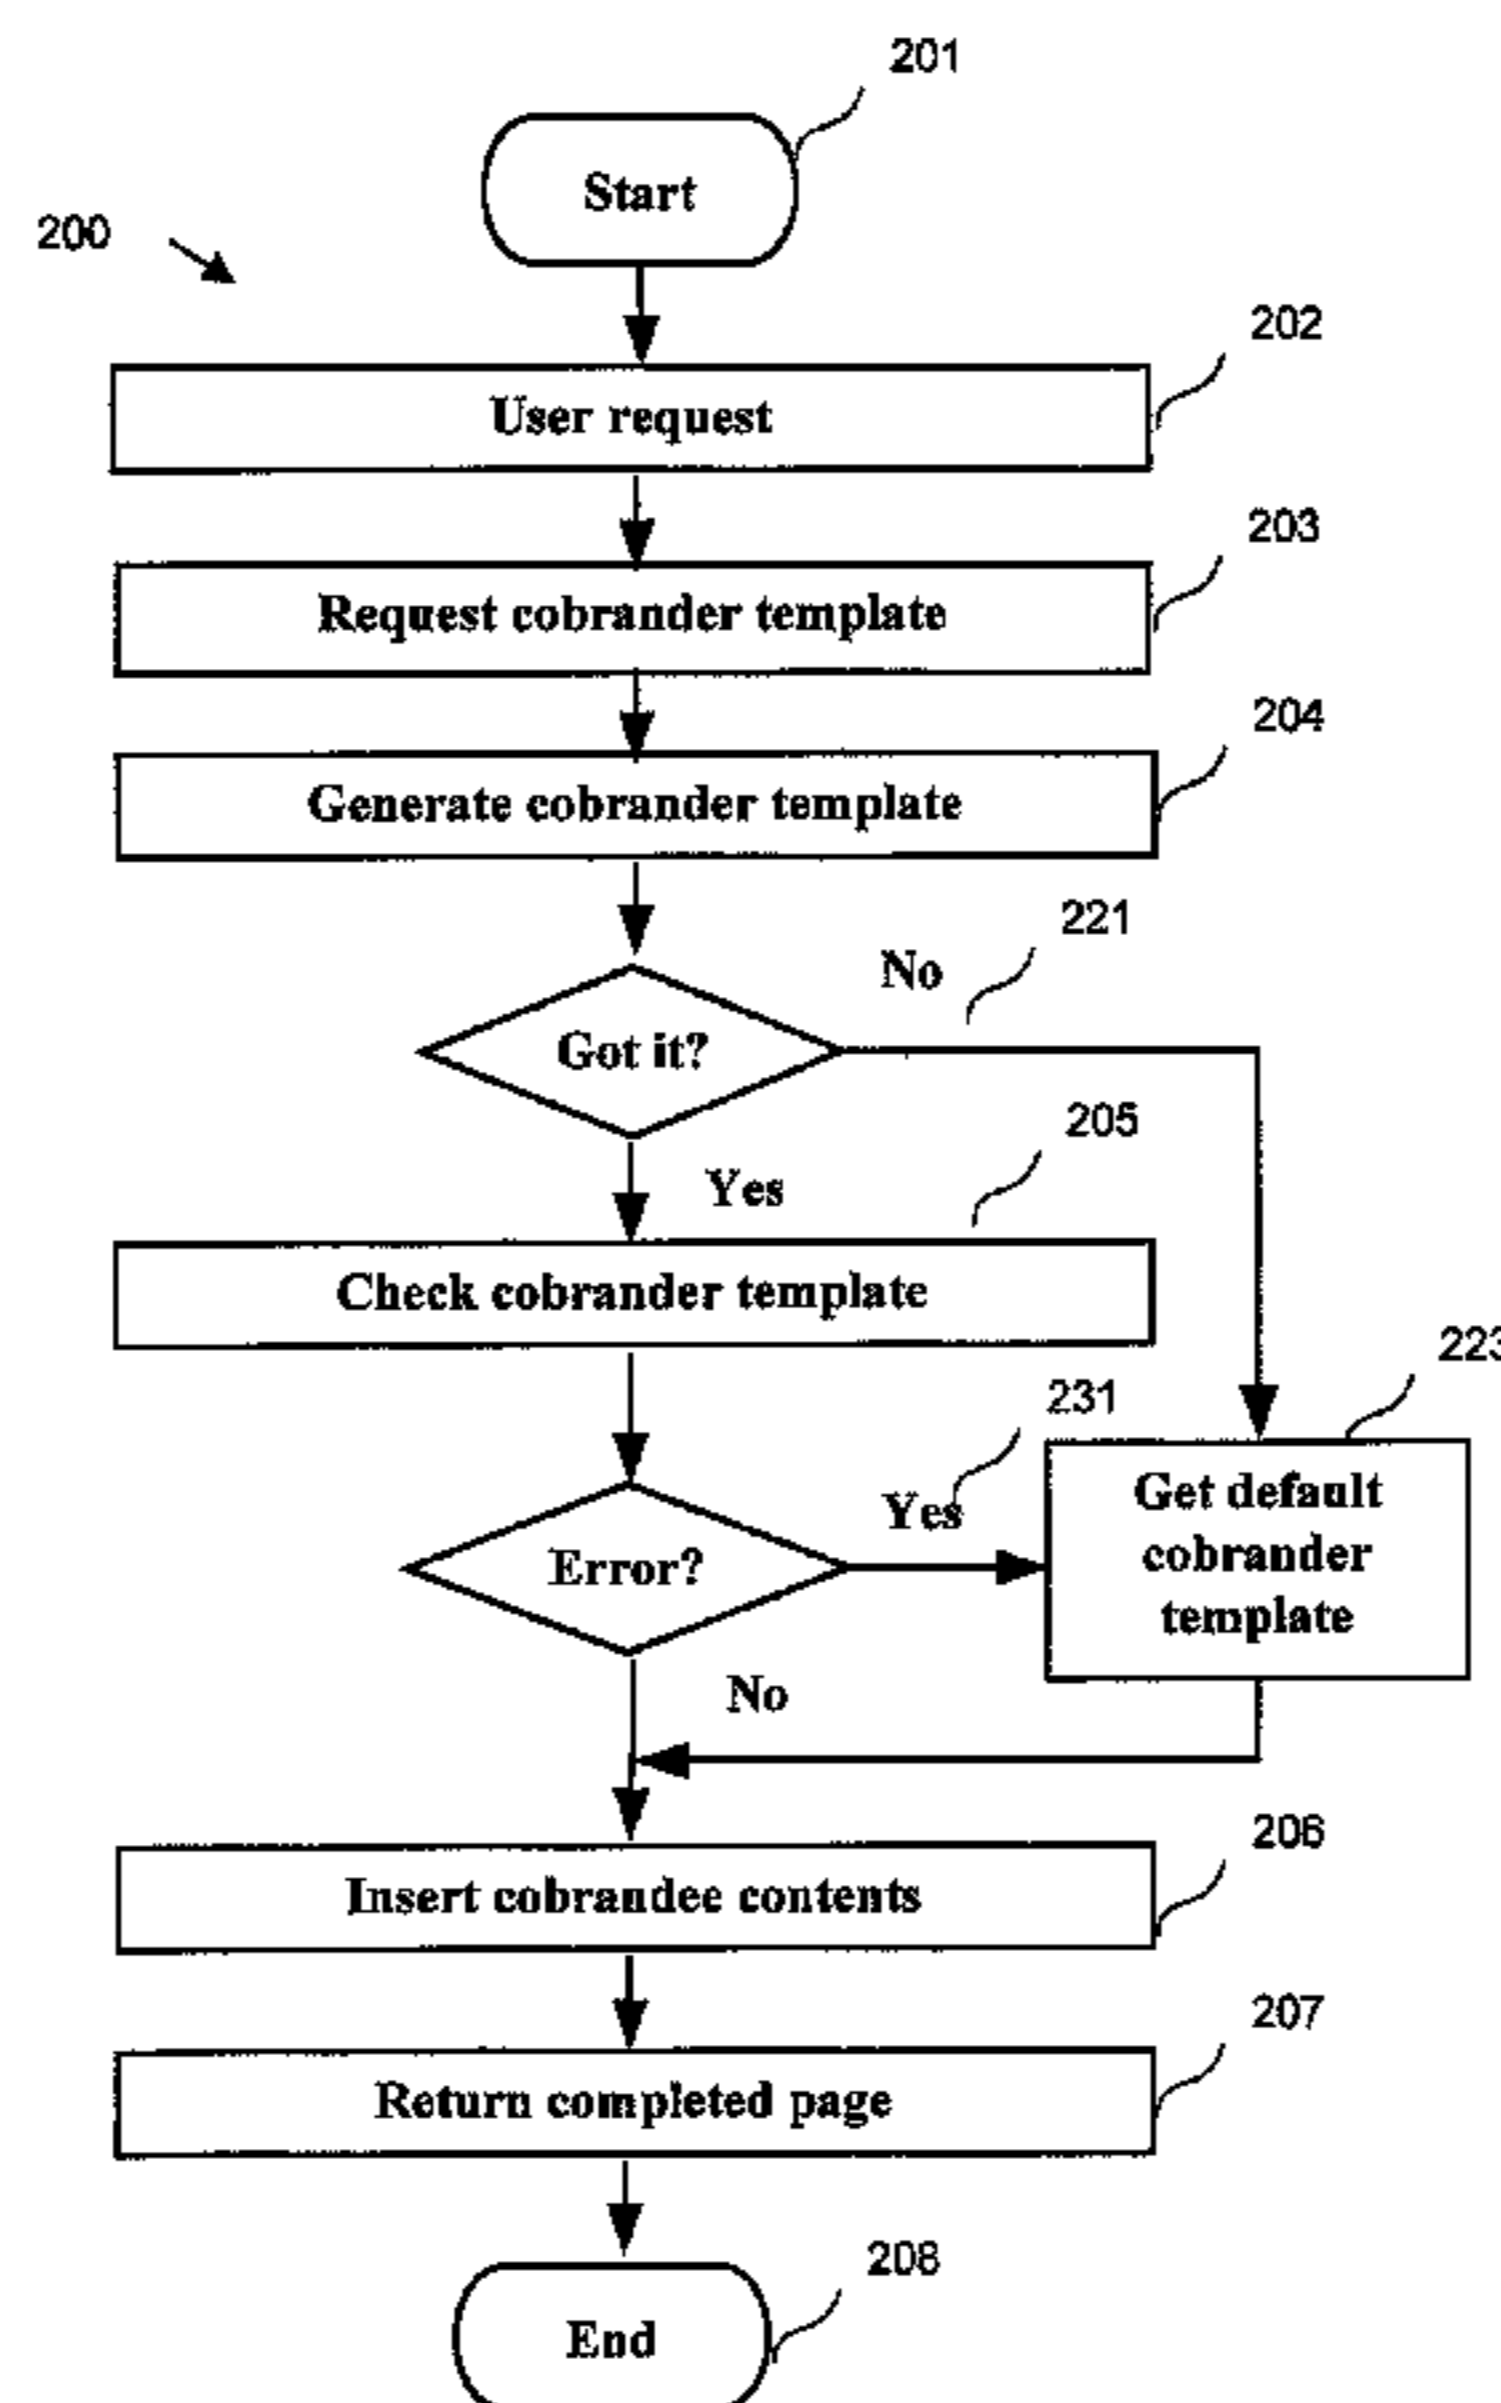 201
Start
200
202
User request
203
Request cobrander template
204
Generate cobrander template
221
No
Got it?
205
Yes
Check cobrander template
223
231
Yes
Get default
cobrander
template
Error?
No
206
Insert cobrandee contents
207
Return completed page
208
End